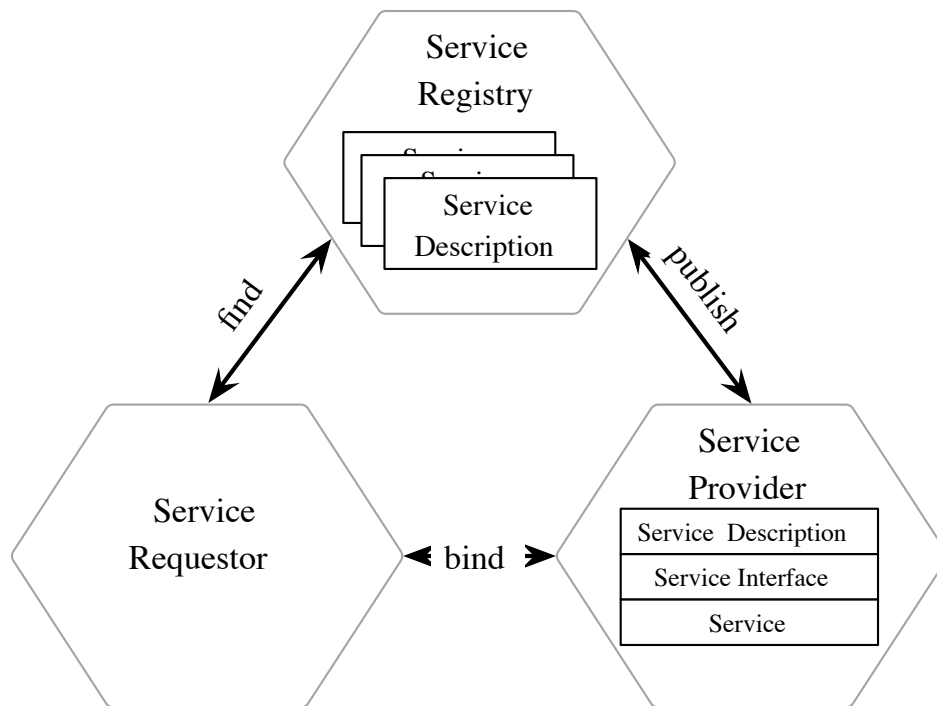 Service
Registry
Service
Description
find
publish
Service
Requestor
bind
Service
Provider
Service Description
Service Interface
Service